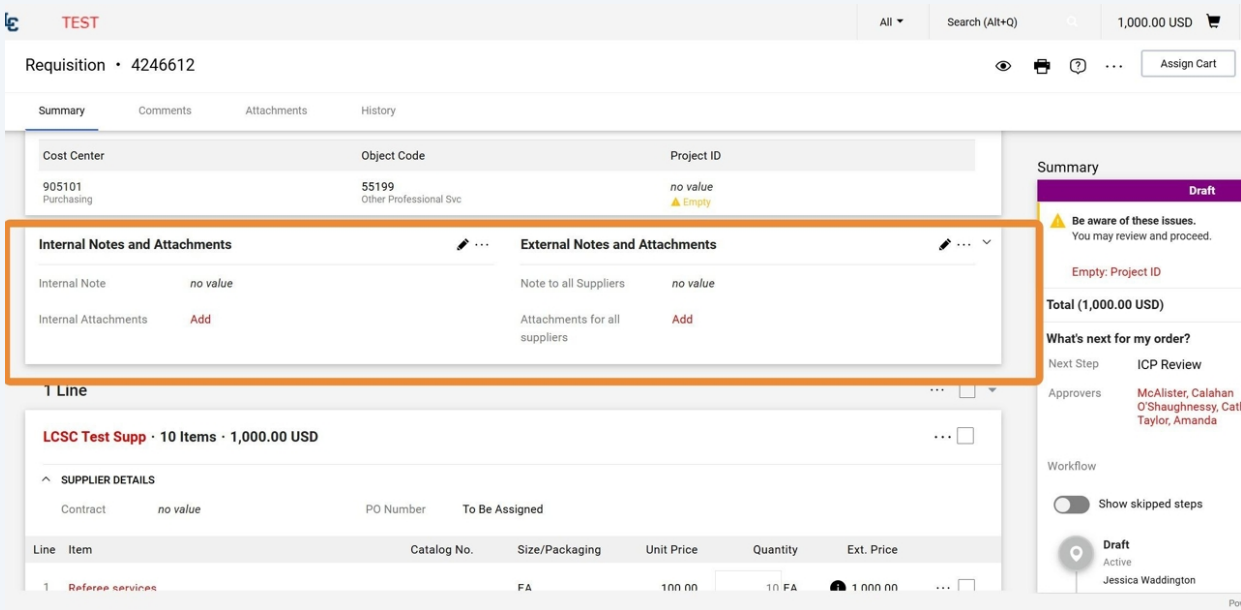 TEST
All
Search (Alt+Q)
1,000.00 USD
Requisition • 4246612
Assign Cart
Summary
Comments
Attachments
History
Cost Center
Object Code
Project ID
905101
Purchasing
55199
Other Professional Svc
no value
Empty
Internal Notes and Attachments
Internal Note
no value
Internal Attachments
Add
External Notes and Attachments
Note to all Suppliers
no value
Attachments for all
suppliers
Add
1 Line
LCSC Test Supp · 10 Items · 1,000.00 USD
SUPPLIER DETAILS
Contract
no value
PO Number
To Be Assigned
Line
Item
Catalog No.
Size/Packaging
Unit Price
Quantity
Ext. Price
1
Referee services
EA
100.00
10 EA
1,000.00
Summary
Draft
Be aware of these issues.
You may review and proceed.
Empty: Project ID
Total (1,000.00 USD)
What's next for my order?
Next Step
ICP Review
Approvers
McAlister, Calahan
O'Shaughnessy, Cat
Taylor, Amanda
Workflow
Show skipped steps
Draft
Active
Jessica Waddington